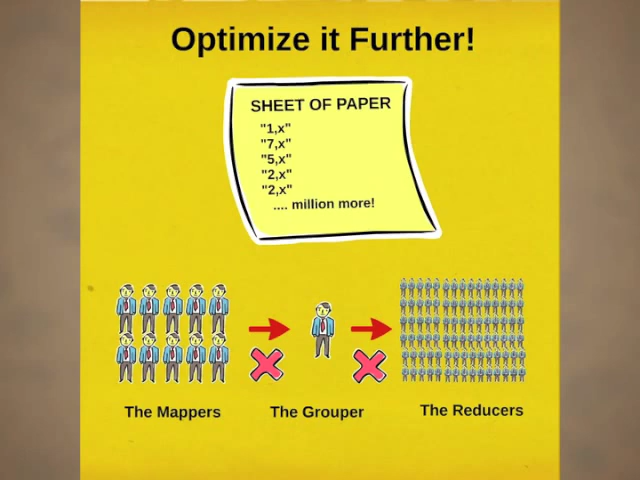 Optimize it Further!
SHEET OF PAPER
"1,x"
"7,x"
"5,x"
"2,x"
"2,x"
.... million more!
The Mappers
The Grouper
The Reducers